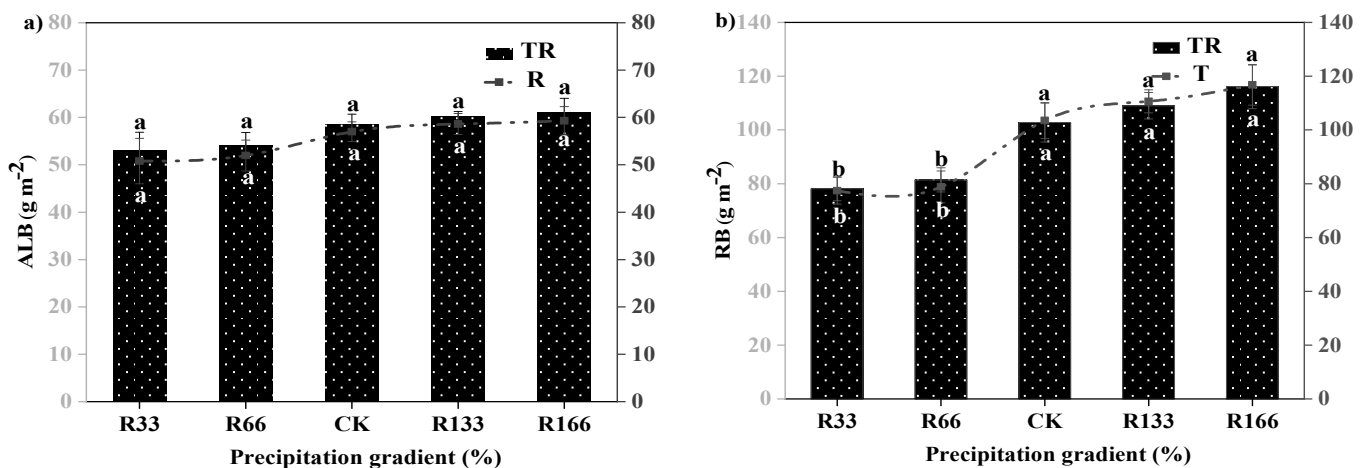 a)
ALB (g m⁻²)
80
70
60
50
40
30
20
10
0
TR
R
a a a a a
a a a a a
80
70
60
50
40
30
20
10
0
R33 R66 CK R133 R166
Precipitation gradient (%)
b)
RB (g m⁻²)
140
120
100
80
60
40
20
0
TR
T
b b a a a
b b a a a
140
120
100
80
60
40
20
0
R33 R66 CK R133 R166
Precipitation gradient (%)